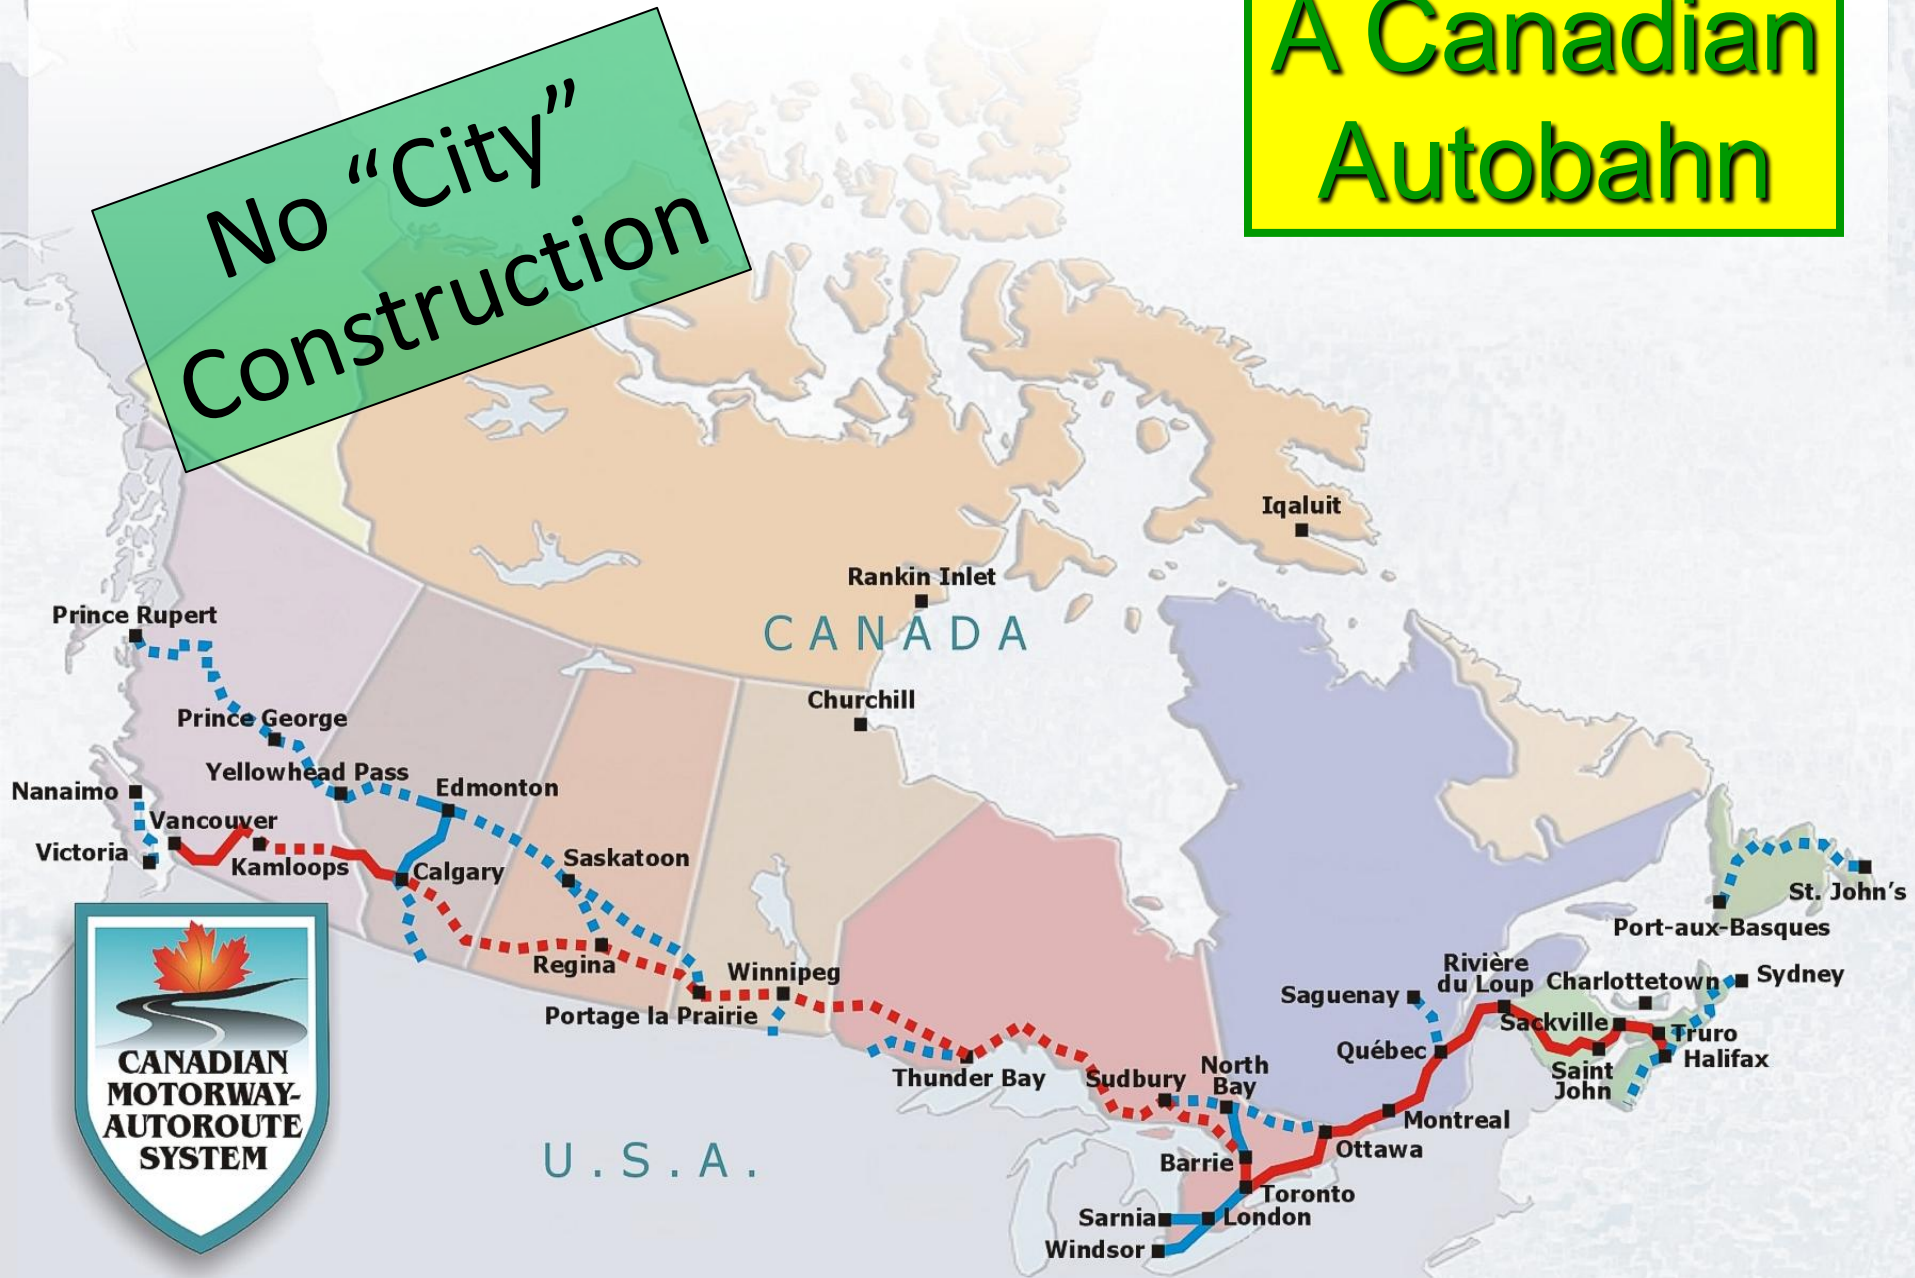 A Canadian
Autobahn
No “City”
Construction
Iqaluit
Rankin Inlet
CANADA
Prince Rupert
Churchill
Prince George
Yellowhead Pass
Edmonton
Nanaimo
Vancouver
Victoria
Kamloops
Calgary
Saskatoon
St. John’s
Port-aux-Basques
Regina
Winnipeg
Portage la Prairie
Rivière
du Loup
Charlottetown
Sydney
Saguenay
Sackville
Truro
Halifax
Québec
Saint
John
Thunder Bay
Sudbury
North
Bay
Montreal
Ottawa
Barrie
Toronto
Sarnia
London
Windsor
U.S.A.
CANADIAN
MOTORWAY-
AUTOROUTE
SYSTEM